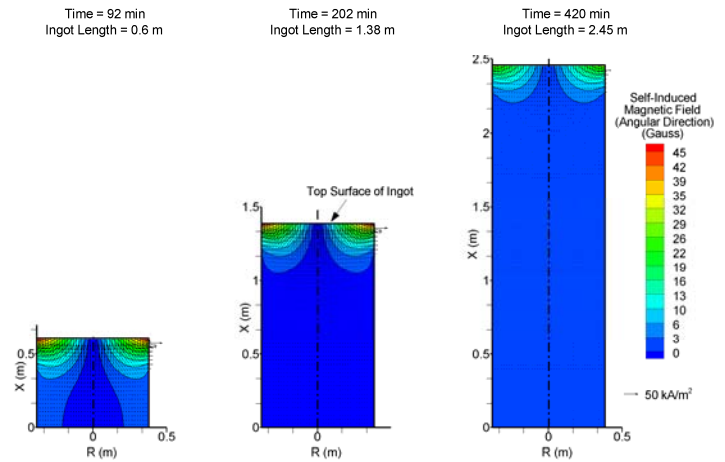 Time = 92 min
Ingot Length = 0.6 m
Time = 202 min
Ingot Length = 1.38 m
Time = 420 min
Ingot Length = 2.45 m
Self-Induced
Magnetic Field
(Angular Direction)
(Gauss)
45
42
39
35
32
29
26
22
19
16
13
10
6
3
0
50 kA/m²
Top Surface of Ingot
X (m)
0.5
0
0
0.5
R (m)
X (m)
1.5
1
0.5
0
0
R (m)
X (m)
2.5
2
1.5
1
0.5
0
0
0.5
R (m)